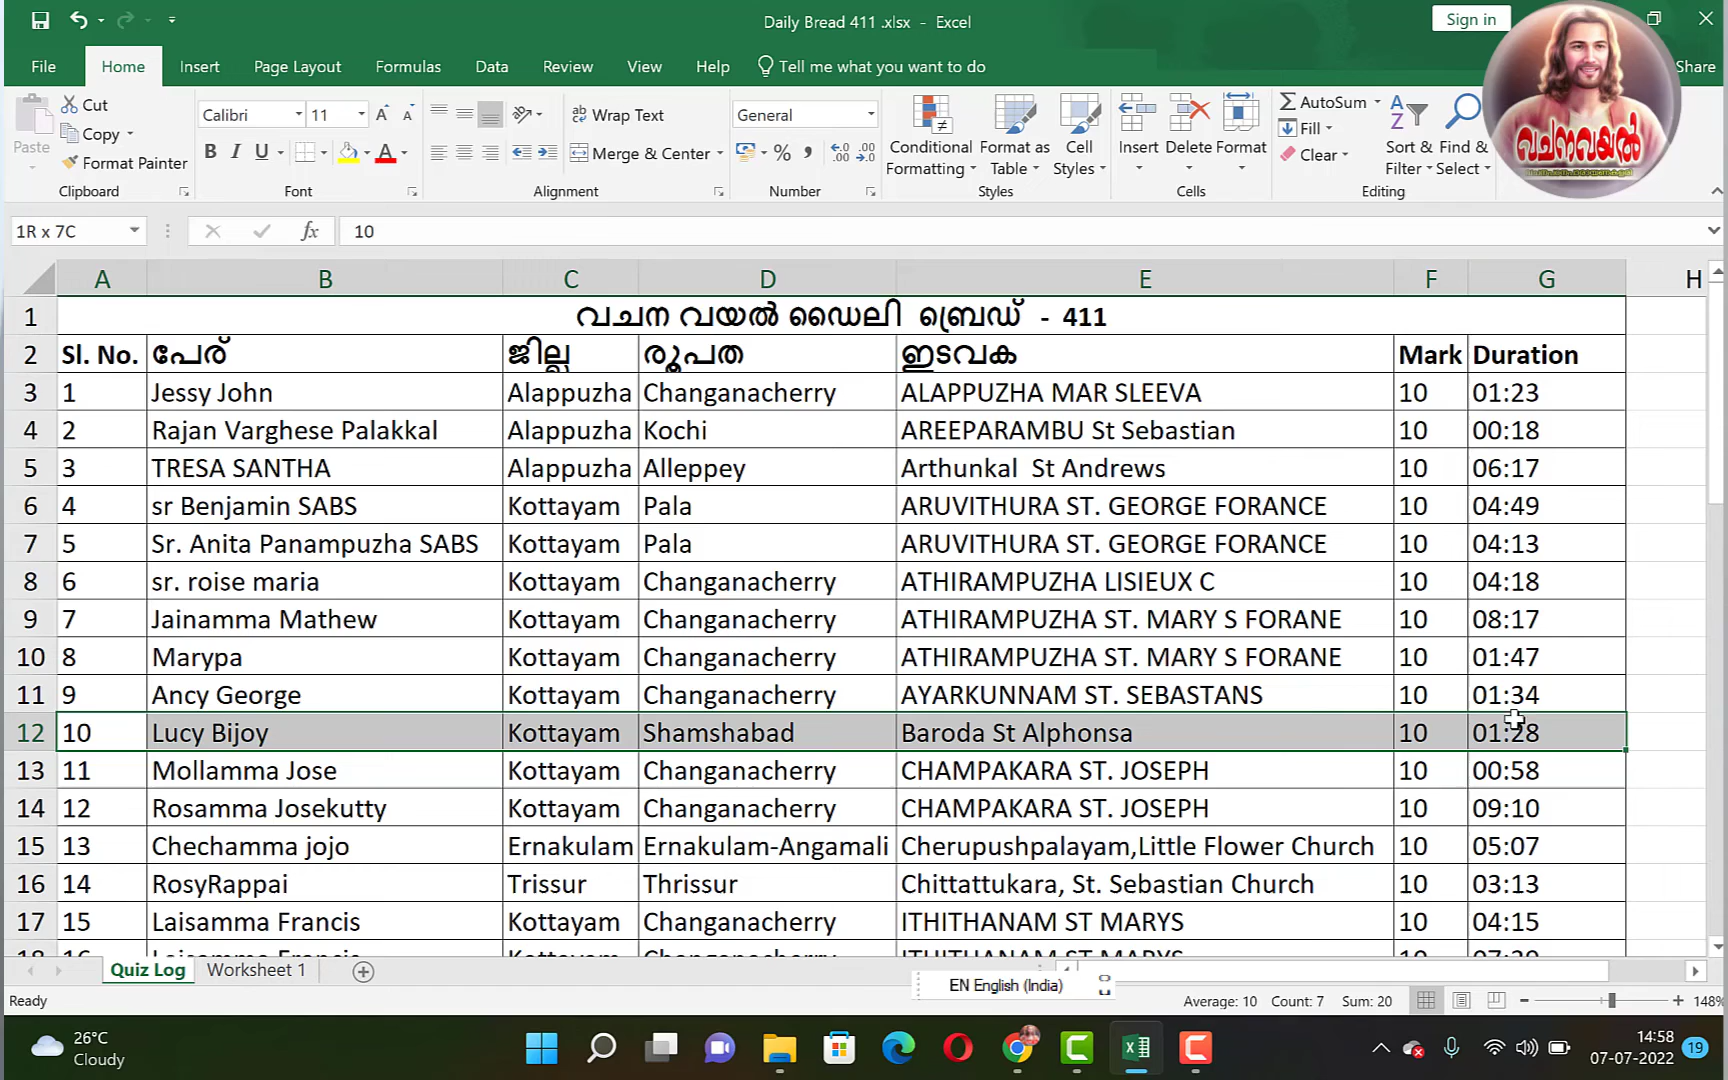 Daily Bread 411 .xlsx - Excel
Sign in
File Home Insert Page Layout Formulas Data Review View Help Tell me what you want to do Share
Paste Cut Copy Format Painter Clipboard
Calibri 11 A A B I U A Font
Wrap Text Merge & Center Alignment
General % , Number
Conditional Formatting Format as Table Cell Styles Styles
Insert Delete Format Cells
AutoSum Fill Clear Sort & Filter Find & Select Editing
വചനവയൽ
1R x 7C fx 10
A B C D E F G H
1 വചന വയൽ ഡൈലി ബ്രെഡ് - 411
2 Sl. No. പേര് ജില്ല രൂപത ഇടവക Mark Duration
3 1 Jessy John Alappuzha Changanacherry ALAPPUZHA MAR SLEEVA 10 01:23
4 2 Rajan Varghese Palakkal Alappuzha Kochi AREEPARAMBU St Sebastian 10 00:18
5 3 TRESA SANTHA Alappuzha Alleppey Arthunkal St Andrews 10 06:17
6 4 sr Benjamin SABS Kottayam Pala ARUVITHURA ST. GEORGE FORANCE 10 04:49
7 5 Sr. Anita Panampuzha SABS Kottayam Pala ARUVITHURA ST. GEORGE FORANCE 10 04:13
8 6 sr. roise maria Kottayam Changanacherry ATHIRAMPUZHA LISIEUX C 10 04:18
9 7 Jainamma Mathew Kottayam Changanacherry ATHIRAMPUZHA ST. MARY S FORANE 10 08:17
10 8 Marypa Kottayam Changanacherry ATHIRAMPUZHA ST. MARY S FORANE 10 01:47
11 9 Ancy George Kottayam Changanacherry AYARKUNNAM ST. SEBASTANS 10 01:34
12 10 Lucy Bijoy Kottayam Shamshabad Baroda St Alphonsa 10 01:28
13 11 Mollamma Jose Kottayam Changanacherry CHAMPAKARA ST. JOSEPH 10 00:58
14 12 Rosamma Josekutty Kottayam Changanacherry CHAMPAKARA ST. JOSEPH 10 09:10
15 13 Chechamma jojo Ernakulam Ernakulam-Angamali Cherupushpalayam,Little Flower Church 10 05:07
16 14 RosyRappai Trissur Thrissur Chittattukara, St. Sebastian Church 10 03:13
17 15 Laisamma Francis Kottayam Changanacherry ITHITHANAM ST MARYS 10 04:15
Quiz Log Worksheet 1
EN English (India)
Ready Average: 10 Count: 7 Sum: 20 148%
26°C
Cloudy
14:58
07-07-2022 19